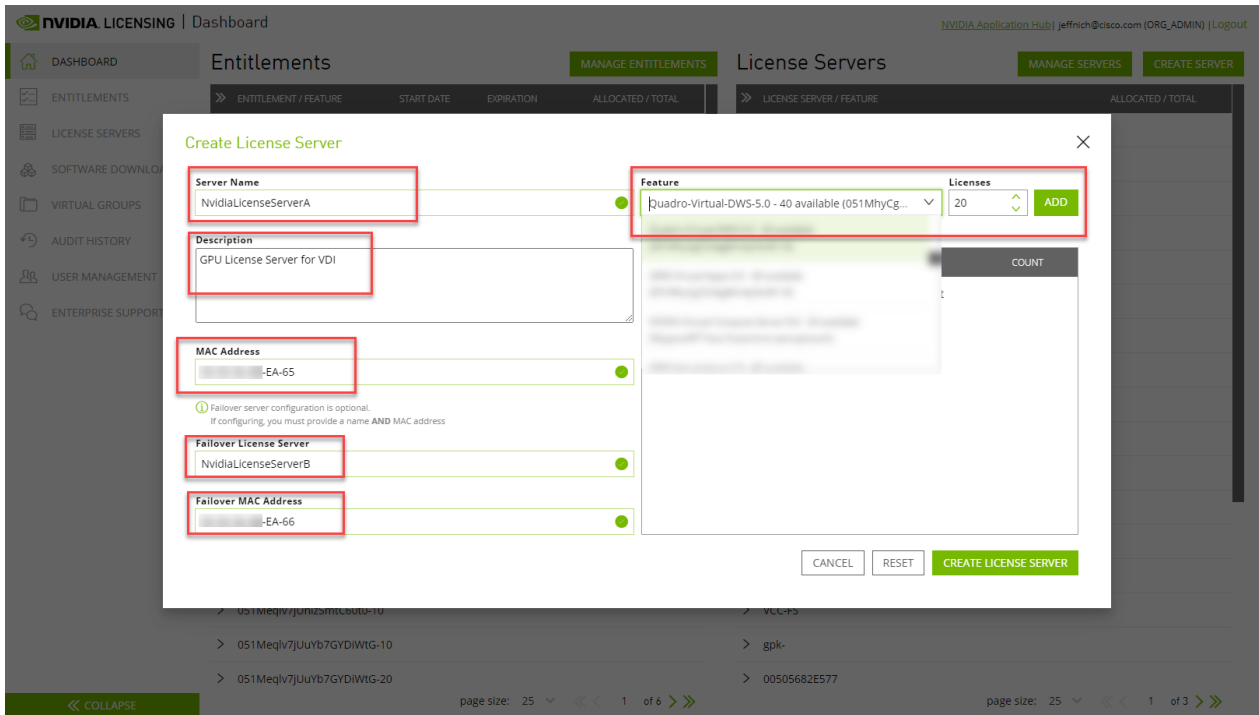 NVIDIA. LICENSING | Dashboard
NVIDIA Application Hub| jeffnich@cisco.com (ORG_ADMIN) |Logout
DASHBOARD
ENTITLEMENTS
LICENSE SERVERS
SOFTWARE DOWNLOA
VIRTUAL GROUPS
AUDIT HISTORY
USER MANAGEMENT
ENTERPRISE SUPPORT
COLLAPSE
Entitlements
MANAGE ENTITLEMENTS
ENTITLEMENT / FEATURE START DATE EXPIRATION ALLOCATED / TOTAL
License Servers
MANAGE SERVERS CREATE SERVER
LICENSE SERVER / FEATURE ALLOCATED / TOTAL
Create License Server
Server Name
NvidiaLicenseServerA
Description
GPU License Server for VDI
MAC Address
-EA-65
Failover server configuration is optional.
If configuring, you must provide a name AND MAC address
Failover License Server
NvidiaLicenseServerB
Failover MAC Address
-EA-66
Feature
Quadro-Virtual-DWS-5.0 - 40 available (051MhyCg...
Licenses
20
ADD
COUNT
CANCEL RESET CREATE LICENSE SERVER
051Meqlv7jUuYb7GYDiWtG-10
051Meqlv7jUuYb7GYDiWtG-20
page size: 25 1 of 6
VCC-FS
gpk-
00505682E577
page size: 25 1 of 3